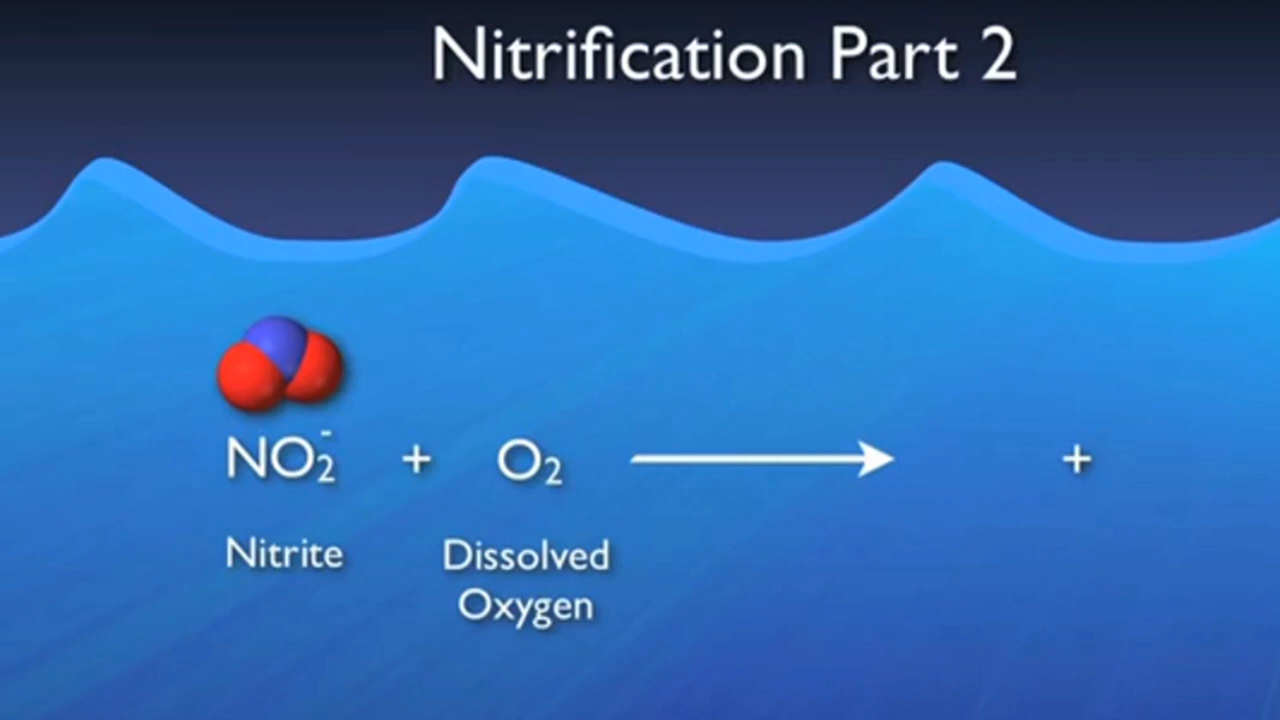 Nitrification Part 2
NO₂⁻ + O₂ ⟶ +
Nitrite Dissolved
Oxygen